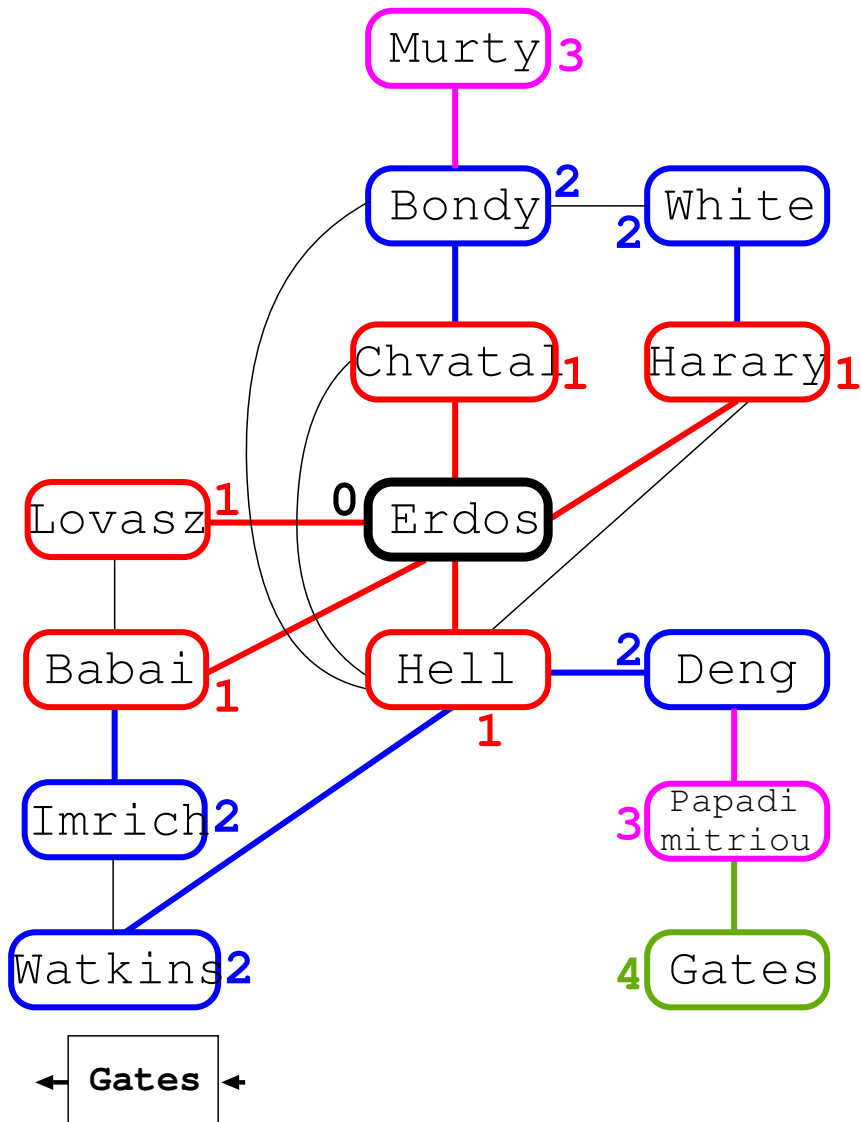 Murty
3
Bondy
2
White
2
Chvatal
1
Harary
1
Lovasz
1
0
Erdos
Babai
1
Hell
1
2
Deng
Imrich
2
3
Papadi
mitriou
Watkins
2
4
Gates
Gates